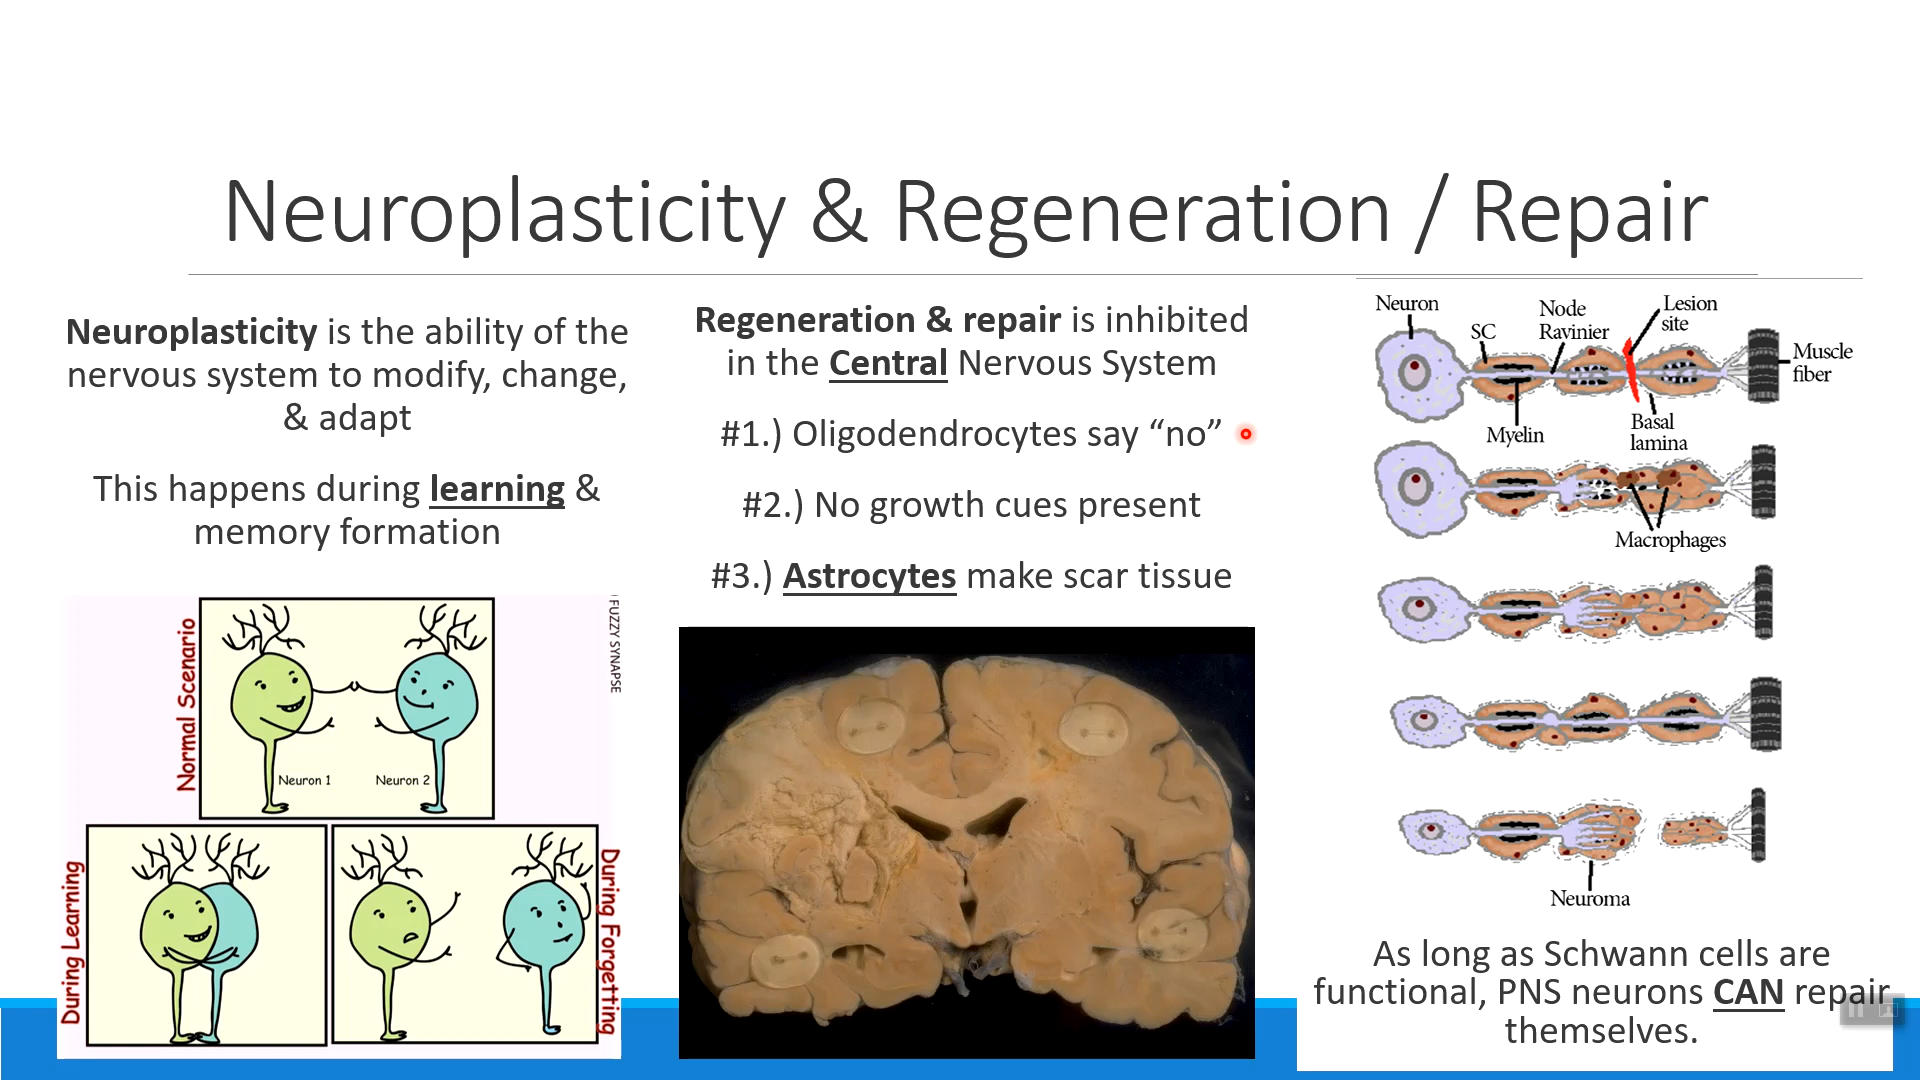 Neuroplasticity & Regeneration / Repair
Neuroplasticity is the ability of the
nervous system to modify, change,
& adapt
This happens during learning &
memory formation
FUZZY SYNAPSE
Normal Scenario
Neuron 1
Neuron 2
During Learning
During Forgetting
Regeneration & repair is inhibited
in the Central Nervous System
#1.) Oligodendrocytes say “no”
#2.) No growth cues present
#3.) Astrocytes make scar tissue
Neuron
SC
Node
Ravinier
Lesion
site
Muscle
fiber
Myelin
Basal
lamina
Macrophages
Neuroma
As long as Schwann cells are
functional, PNS neurons CAN repair
themselves.